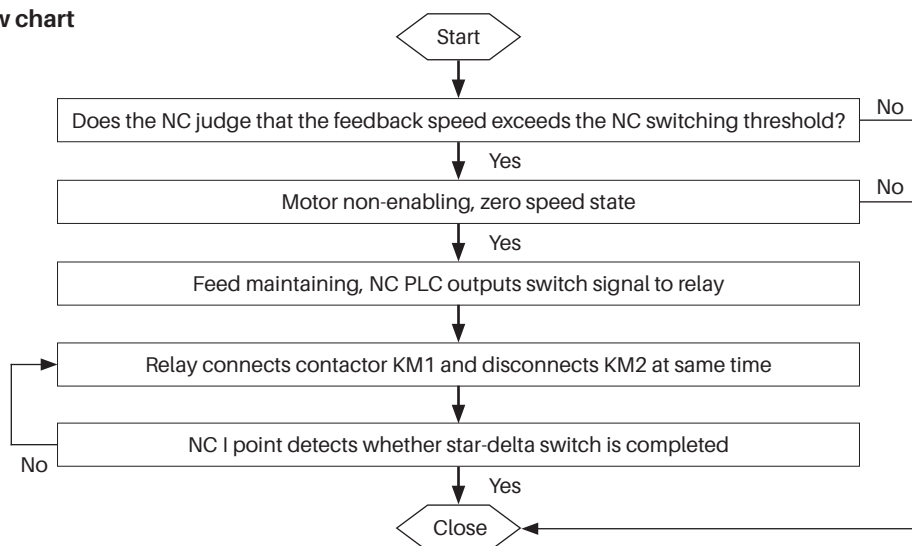 w chart
Start
Does the NC judge that the feedback speed exceeds the NC switching threshold?
No
Yes
Motor non-enabling, zero speed state
No
Yes
Feed maintaining, NC PLC outputs switch signal to relay
Relay connects contactor KM1 and disconnects KM2 at same time
NC I point detects whether star-delta switch is completed
No
Yes
Close